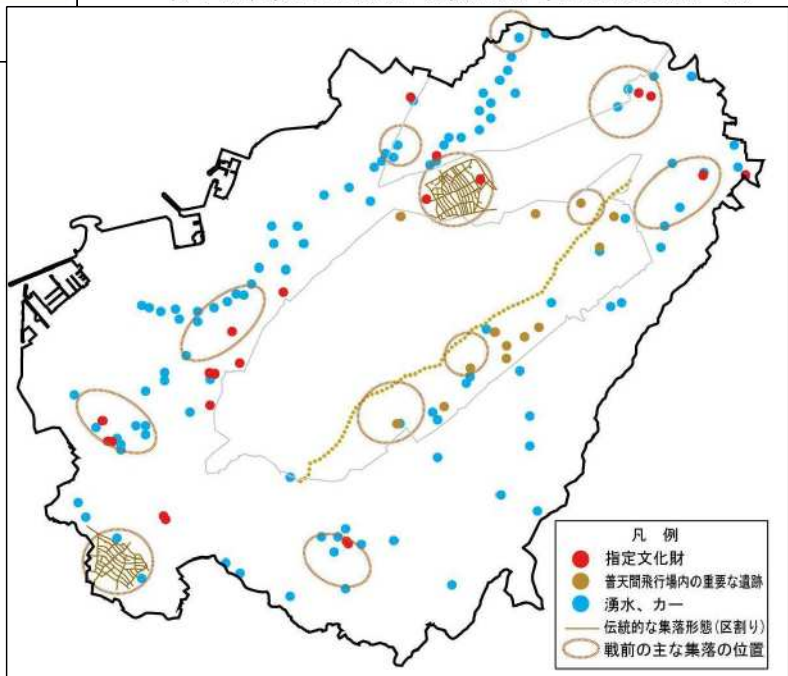 凡 例
指定文化財
普天間飛行場内の重要な遺跡
湧水、カー
伝統的な集落形態(区割り)
戦前の主な集落の位置